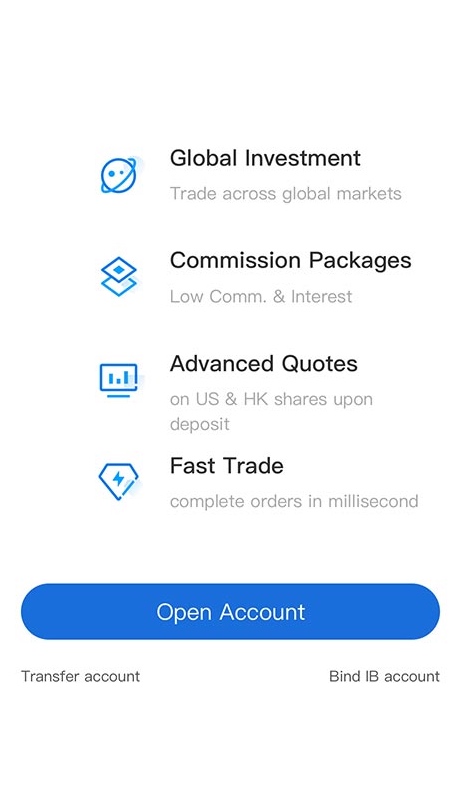 Global Investment
Trade across global markets
Commission Packages
Low Comm. & Interest
Advanced Quotes
on US & HK shares upon
deposit
Fast Trade
complete orders in millisecond
Open Account
Transfer account
Bind IB account